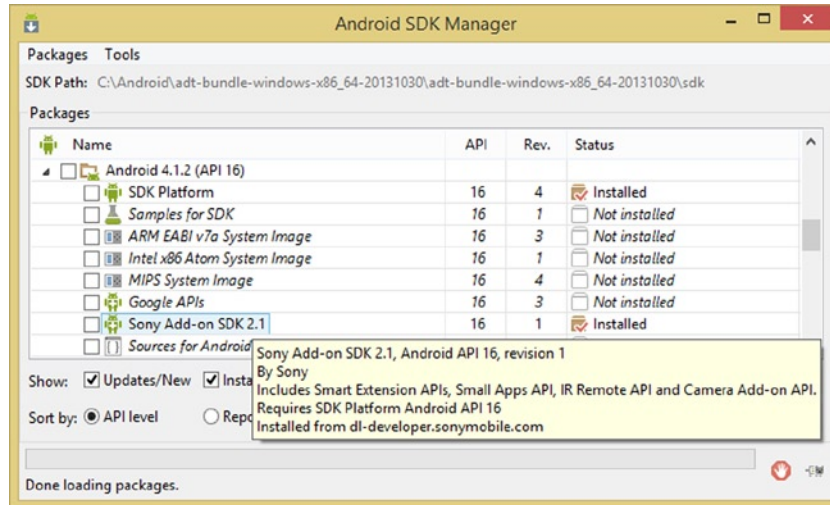 Android SDK Manager
Packages Tools
SDK Path: C:\Android\adt-bundle-windows-x86_64-20131030\adt-bundle-windows-x86_64-20131030\sdk
Packages
Name API Rev. Status
Android 4.1.2 (API 16)
SDK Platform 16 4 Installed
Samples for SDK 16 1 Not installed
ARM EABI v7a System Image 16 3 Not installed
Intel x86 Atom System Image 16 1 Not installed
MIPS System Image 16 4 Not installed
Google APIs 16 3 Not installed
Sony Add-on SDK 2.1 16 1 Installed
Sources for Android
Sony Add-on SDK 2.1, Android API 16, revision 1
By Sony
Includes Smart Extension APIs, Small Apps API, IR Remote API and Camera Add-on API.
Requires SDK Platform Android API 16
Installed from dl-developer.sonymobile.com
Show: Updates/New Insta
Sort by: API level Repo
Done loading packages.